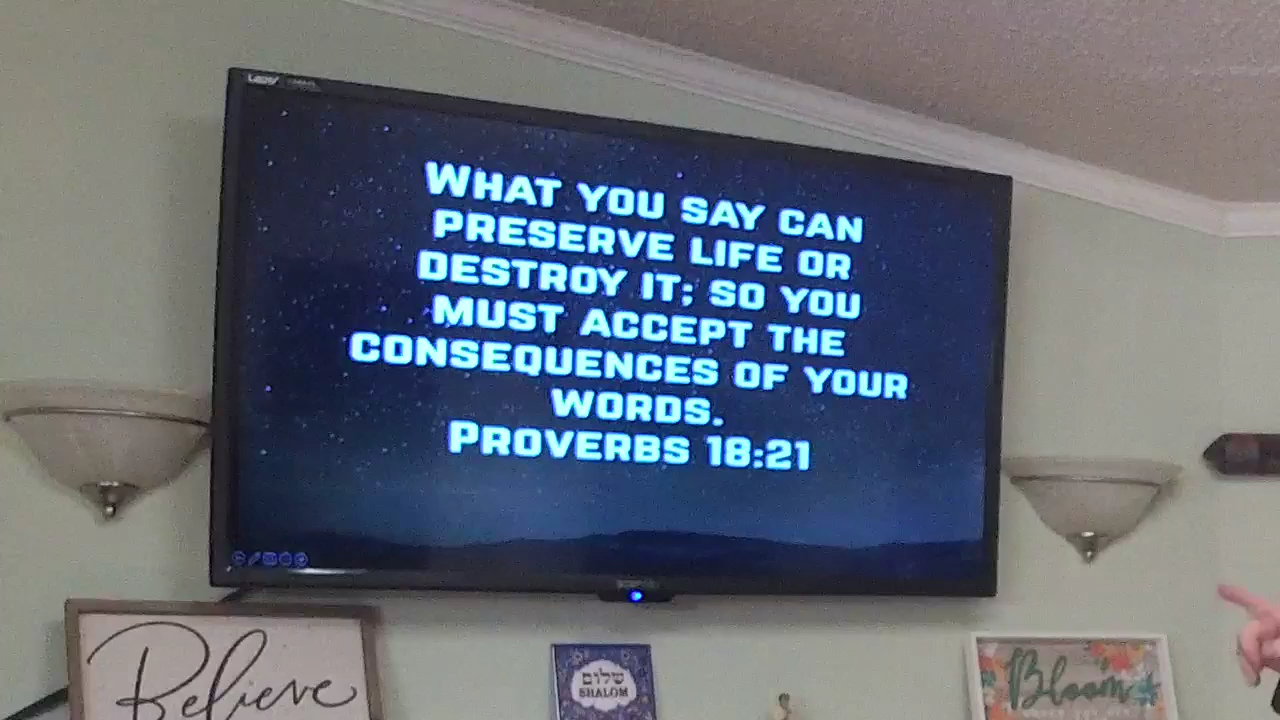 WHAT YOU SAY CAN
PRESERVE LIFE OR
DESTROY IT; SO YOU
MUST ACCEPT THE
CONSEQUENCES OF YOUR
WORDS.
PROVERBS 18:21
Believe
שלום
SHALOM
Bloom